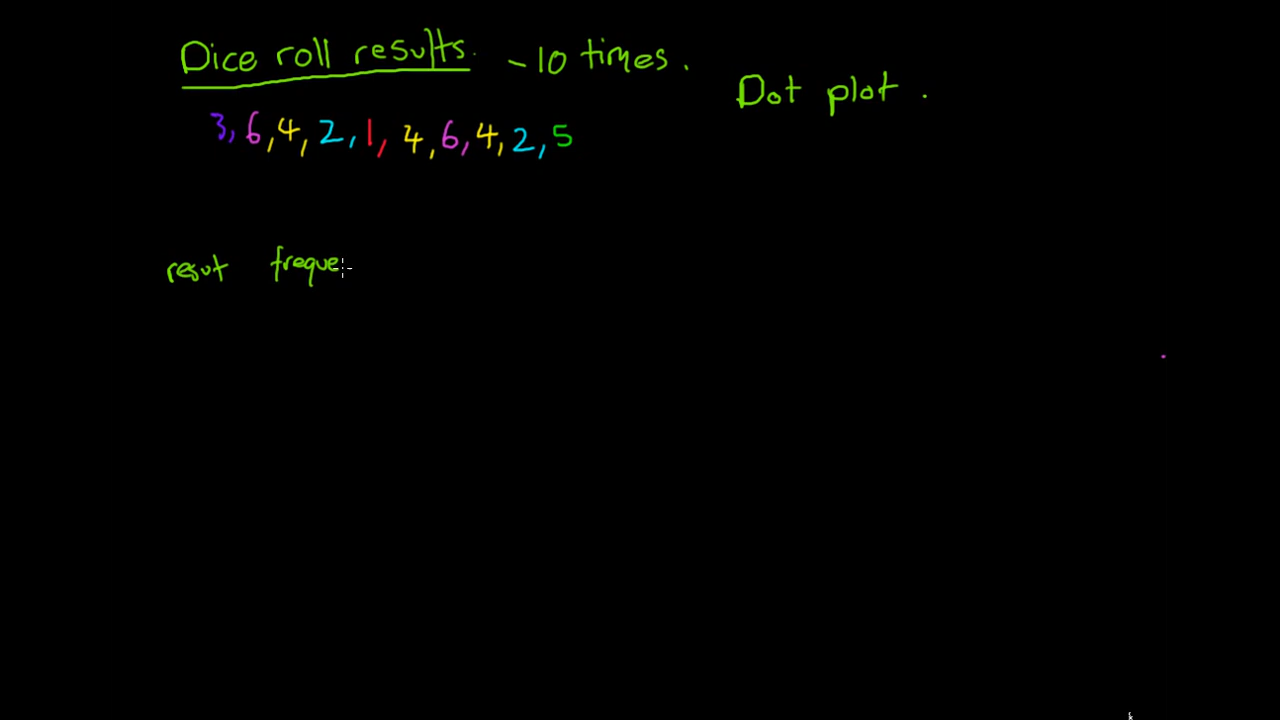 Dice roll results. - 10 times.
Dot plot.
3, 6, 4, 2, 1, 4, 6, 4, 2, 5
resut freque